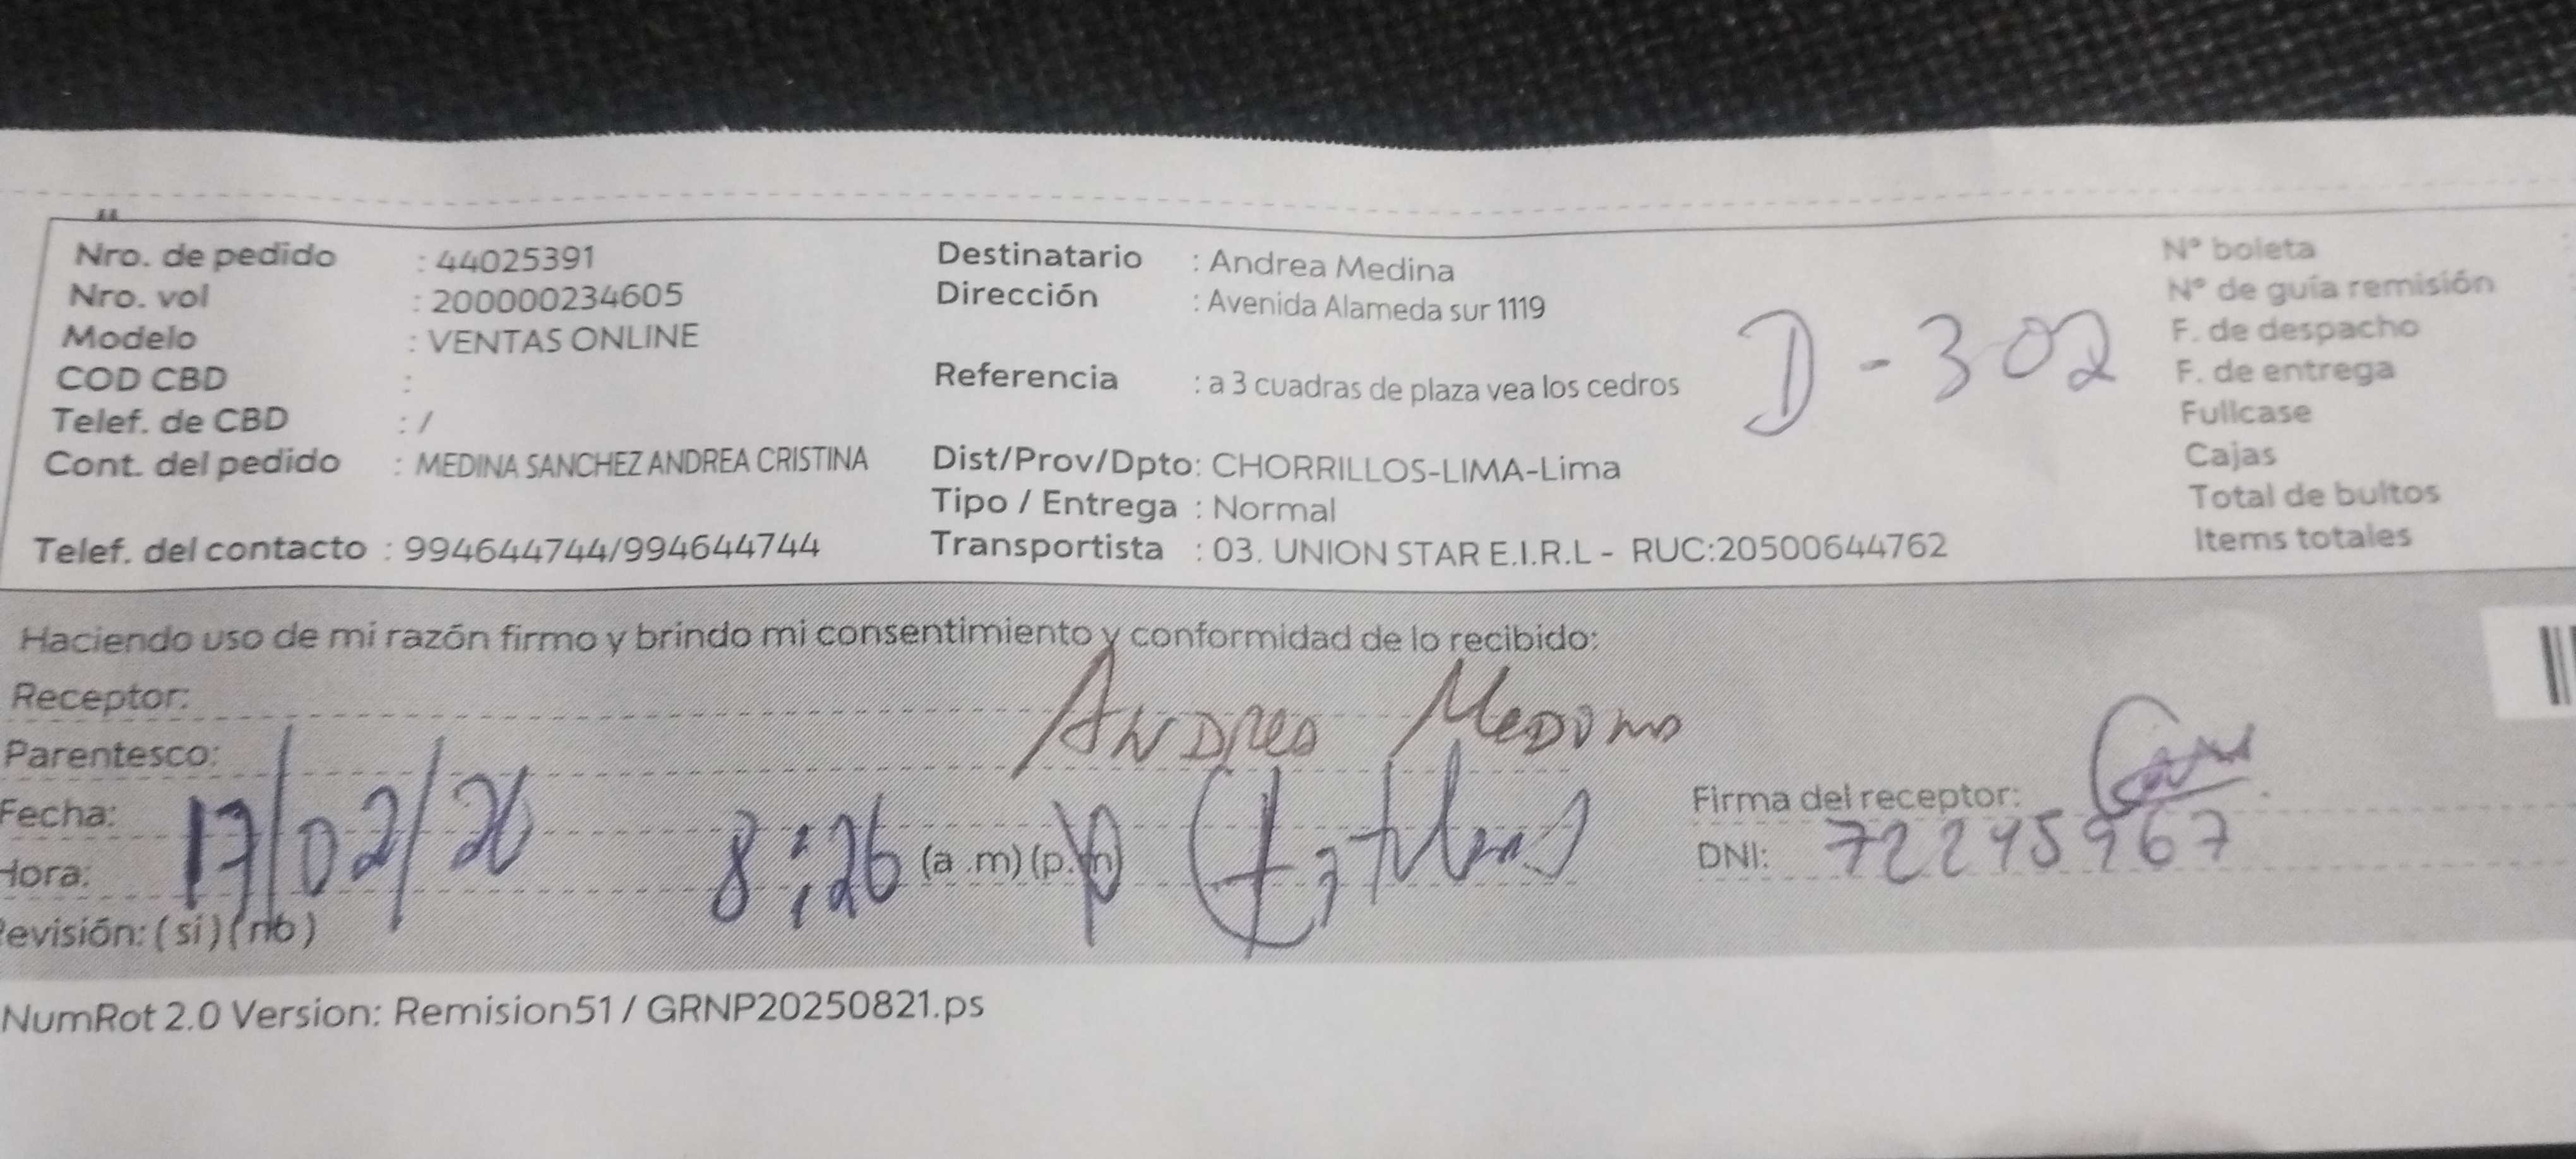 Nro. de pedido : 44025391
Nro. vol : 200000234605
Modelo : VENTAS ONLINE
COD CBD :
Telef. de CBD : /
Cont. del pedido : MEDINA SANCHEZ ANDREA CRISTINA
Telef. del contacto : 994644744/994644744
Destinatario : Andrea Medina
Dirección : Avenida Alameda sur 1119
Referencia : a 3 cuadras de plaza vea los cedros
D-302
Dist/Prov/Dpto: CHORRILLOS-LIMA-Lima
Tipo / Entrega : Normal
Transportista : 03. UNION STAR E.I.R.L - RUC:20500644762
N° boleta
N° de guía remisión
F. de despacho
F. de entrega
Fullcase
Cajas
Total de bultos
Items totales
Haciendo uso de mi razón firmo y brindo mi consentimiento y conformidad de lo recibido:
Receptor:
Parentesco:
Fecha: 17/02/26
Hora: 8:26 (a.m) (p.m)
Revisión: (si) (no)
Firma del receptor:
DNI: 72245967
NumRot 2.0 Version: Remision51 / GRNP20250821.ps